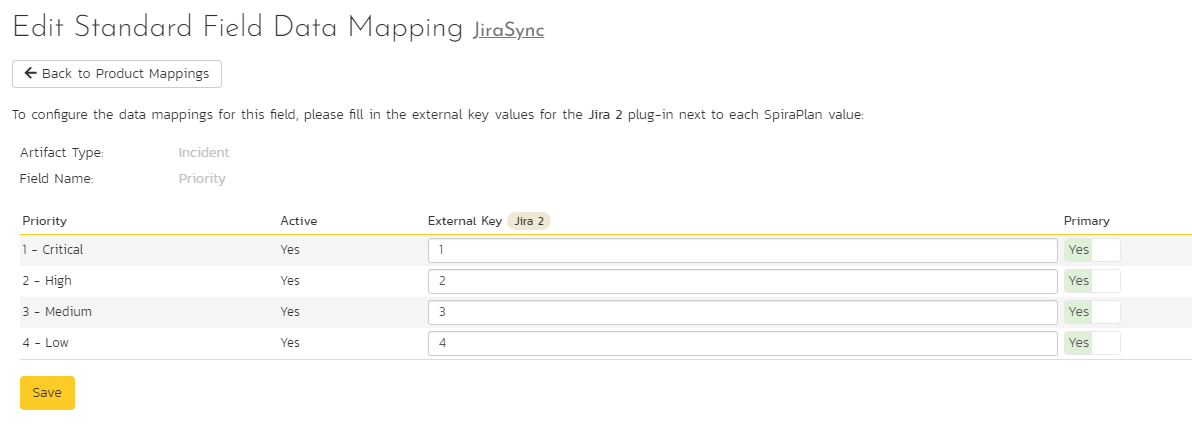 Edit Standard Field Data Mapping JiraSync
Back to Product Mappings
To configure the data mappings for this field, please fill in the external key values for the Jira 2 plug-in next to each SpiraPlan value:
Artifact Type: Incident
Field Name: Priority
Priority Active External Key Jira 2 Primary
1 - Critical Yes 1 Yes
2 - High Yes 2 Yes
3 - Medium Yes 3 Yes
4 - Low Yes 4 Yes
Save